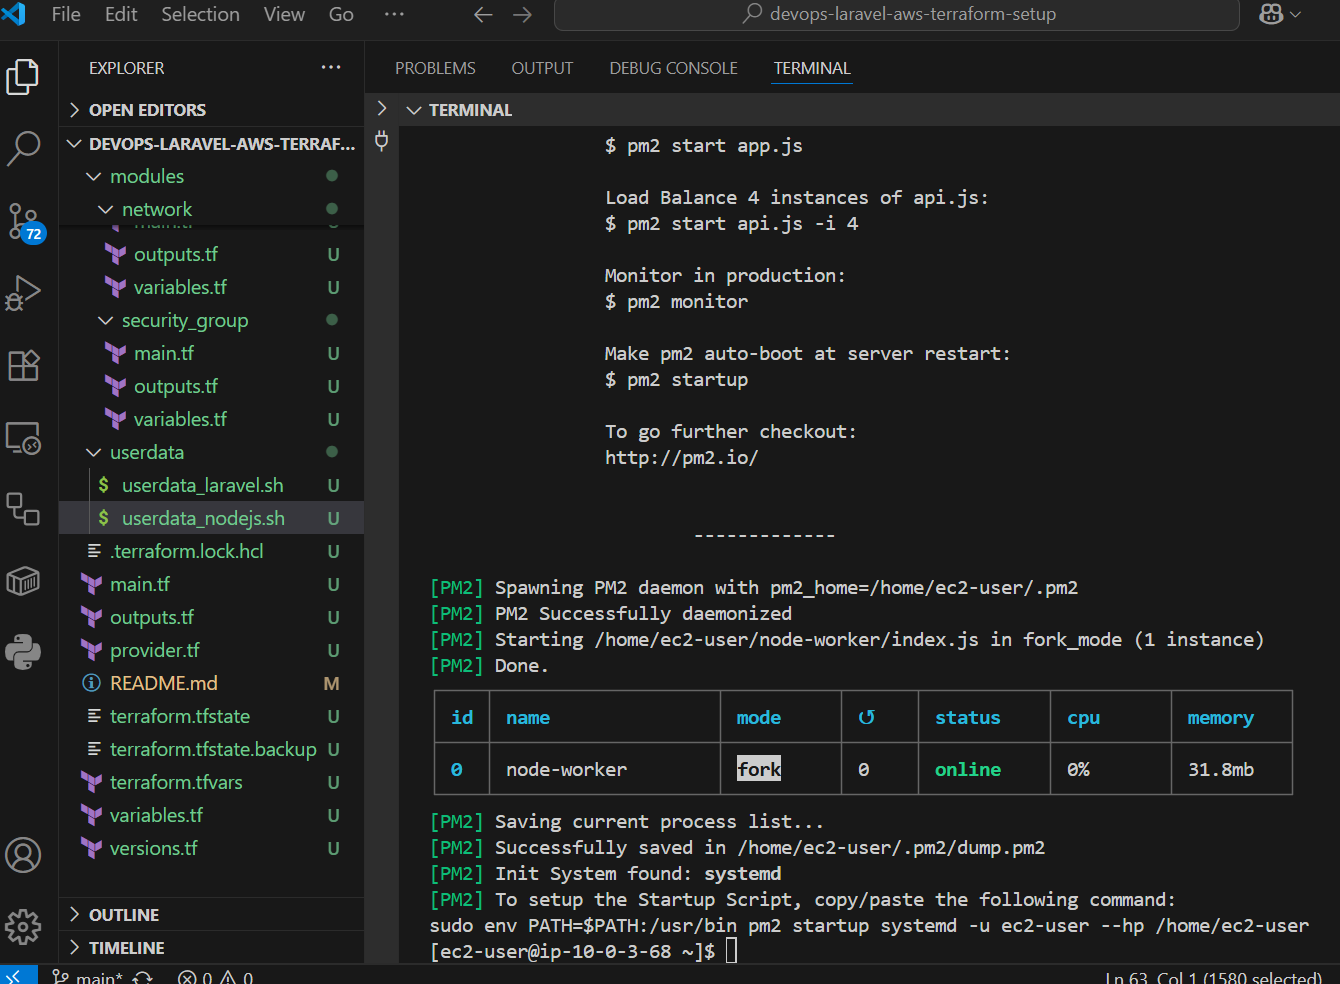 File Edit Selection View Go ··· devops-laravel-aws-terraform-setup
EXPLORER ···
OPEN EDITORS
DEVOPS-LARAVEL-AWS-TERRAF...
modules
network
main.tf U
outputs.tf U
variables.tf U
security_group
main.tf U
outputs.tf U
variables.tf U
userdata
$ userdata_laravel.sh U
$ userdata_nodejs.sh U
.terraform.lock.hcl U
main.tf U
outputs.tf U
provider.tf U
README.md M
terraform.tfstate U
terraform.tfstate.backup U
terraform.tfvars U
variables.tf U
versions.tf U
OUTLINE
TIMELINE
72
PROBLEMS OUTPUT DEBUG CONSOLE TERMINAL
TERMINAL
$ pm2 start app.js
Load Balance 4 instances of api.js:
$ pm2 start api.js -i 4
Monitor in production:
$ pm2 monitor
Make pm2 auto-boot at server restart:
$ pm2 startup
To go further checkout:
http://pm2.io/
-------------
[PM2] Spawning PM2 daemon with pm2_home=/home/ec2-user/.pm2
[PM2] PM2 Successfully daemonized
[PM2] Starting /home/ec2-user/node-worker/index.js in fork_mode (1 instance)
[PM2] Done.
id name mode ↺ status cpu memory
0 node-worker fork 0 online 0% 31.8mb
[PM2] Saving current process list...
[PM2] Successfully saved in /home/ec2-user/.pm2/dump.pm2
[PM2] Init System found: systemd
[PM2] To setup the Startup Script, copy/paste the following command:
sudo env PATH=$PATH:/usr/bin pm2 startup systemd -u ec2-user --hp /home/ec2-user
[ec2-user@ip-10-0-3-68 ~]$
main* 0 0 Ln 63, Col 1 (1580 selected)